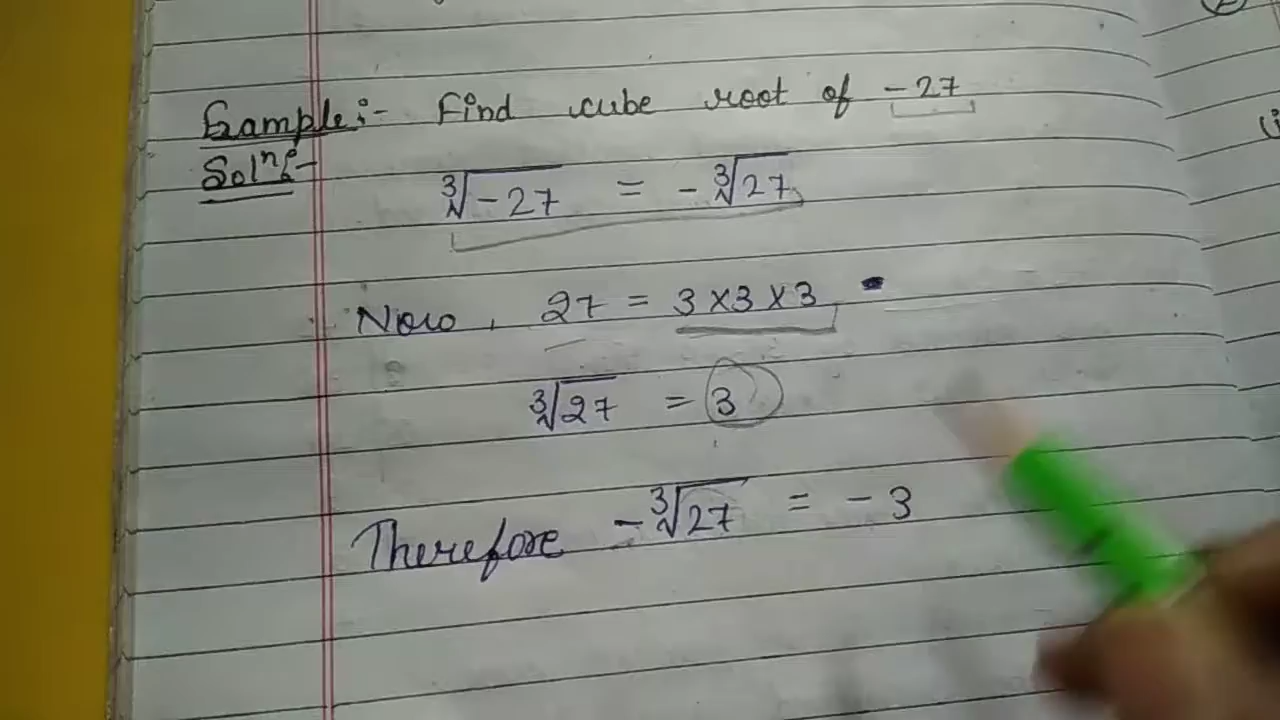 Example:- Find cube root of -27
Solⁿ:-
∛-27 = -∛27
Now, 27 = 3×3×3
∛27 = 3
Therefore -∛27 = -3